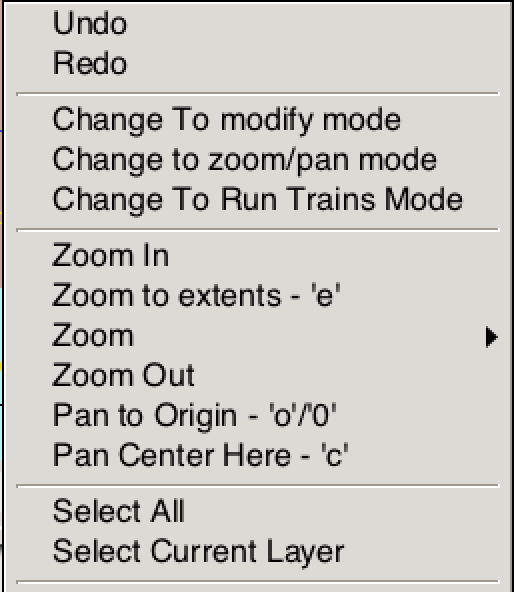 Undo
Redo
Change To modify mode
Change to zoom/pan mode
Change To Run Trains Mode
Zoom In
Zoom to extents - 'e'
Zoom
Zoom Out
Pan to Origin - 'o'/'0'
Pan Center Here - 'c'
Select All
Select Current Layer